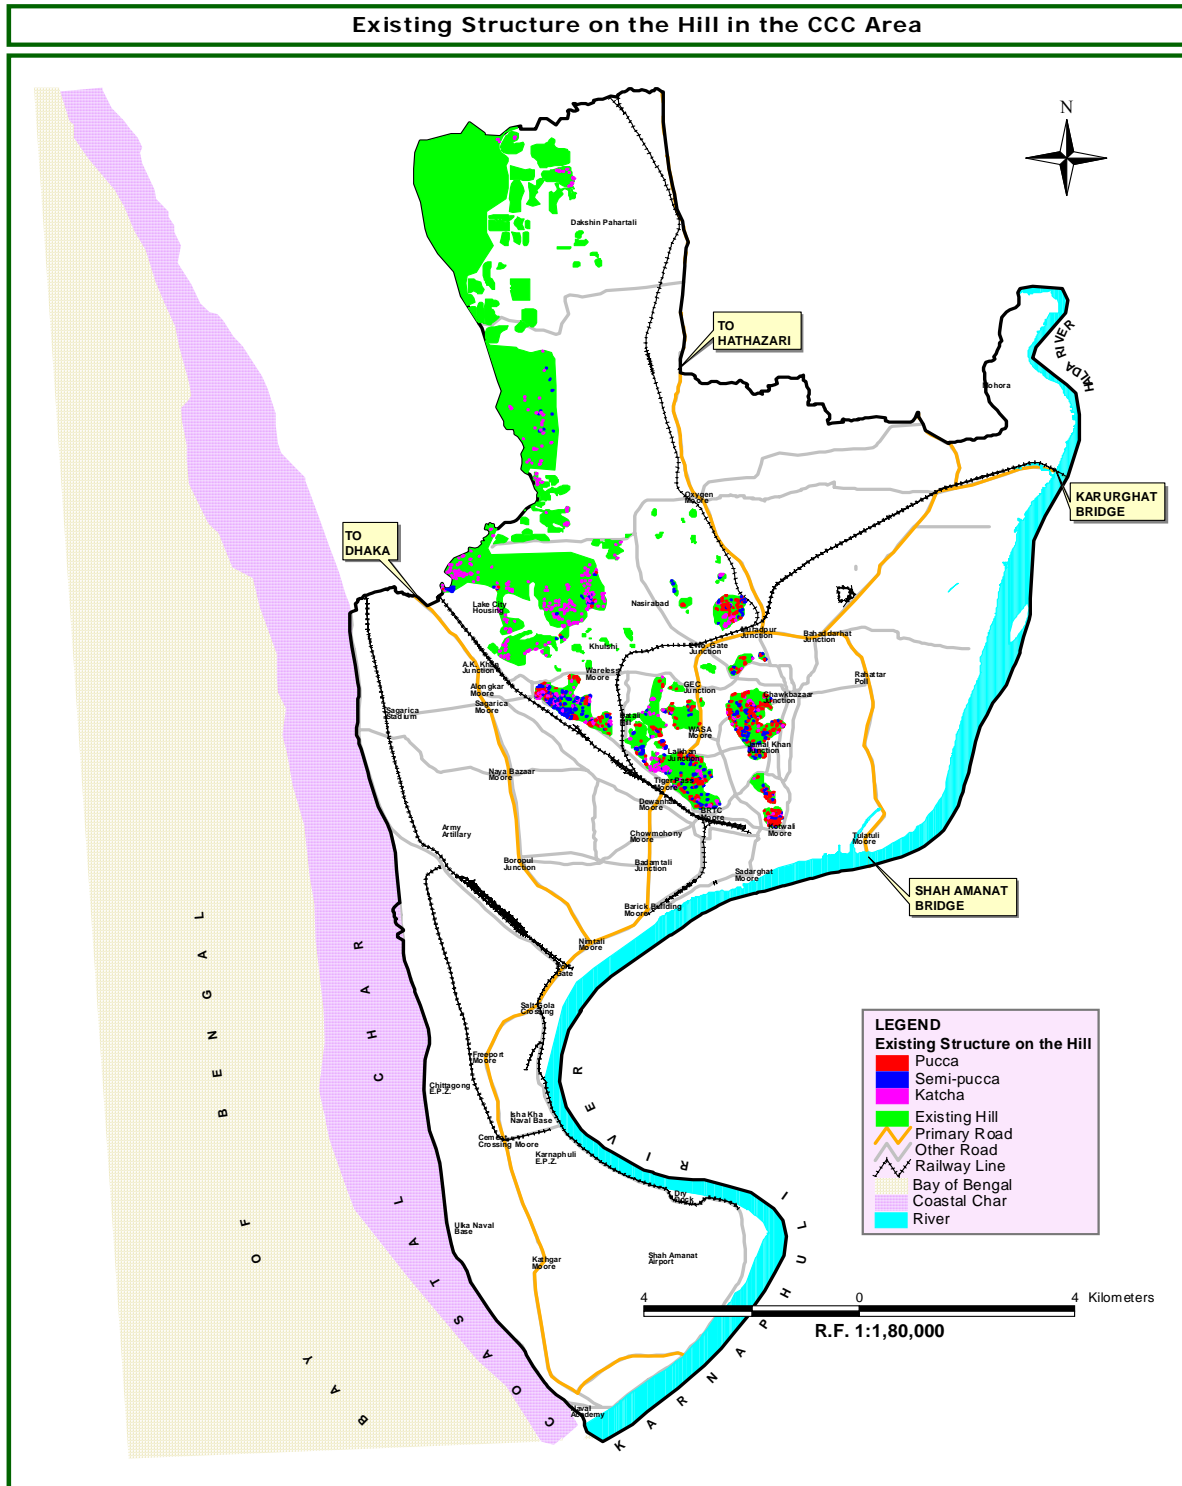 Existing Structure on the Hill in the CCC Area
N
Dakshin Pahartali
TO
HATHAZARI
HALDA RIVER
Mohora
Oxygen
Moore
KARURGHAT
BRIDGE
TO
DHAKA
Lake City
Housing
Nasirabad
Muradpur
Junction
Bahaddarhat
Junction
Khulshi
2 No. Gate
Junction
A.K. Khan
Junction
Wareless
Moore
Rahattar
Poll
Alongkar
Moore
GEC
Junction
Chawkbazaar
Junction
Sagarica
Moore
Sagarica
Stadium
Batali
Hill
WASA
Moore
Jamal Khan
Junction
Lalkhan
Junction
Naya Bazaar
Moore
Tiger Pass
Moore
Dewanhat
Moore
BRTC
Moore
Kotwali
Moore
Army
Artillary
Chowmohony
Moore
Tulatuli
Moore
Boropul
Junction
Badamtali
Junction
Sadarghat
Moore
SHAH AMANAT
BRIDGE
Barick Building
Moore
Nimtali
Moore
Port
Gate
Salt Gola
Crossing
Freeport
Moore
Chittagong
E.P.Z.
Isha Kha
Naval Base
Cement
Crossing Moore
Karnaphuli
E.P.Z.
Dry
Dock
Ulka Naval
Base
Kathgar
Moore
Shah Amanat
Airport
Naval
Academy
BAY OF BENGAL
COASTAL CHAR
KARNAPHULI RIVER
LEGEND
Existing Structure on the Hill
Pucca
Semi-pucca
Katcha
Existing Hill
Primary Road
Other Road
Railway Line
Bay of Bengal
Coastal Char
River
4 0 4 Kilometers
R.F. 1:1,80,000